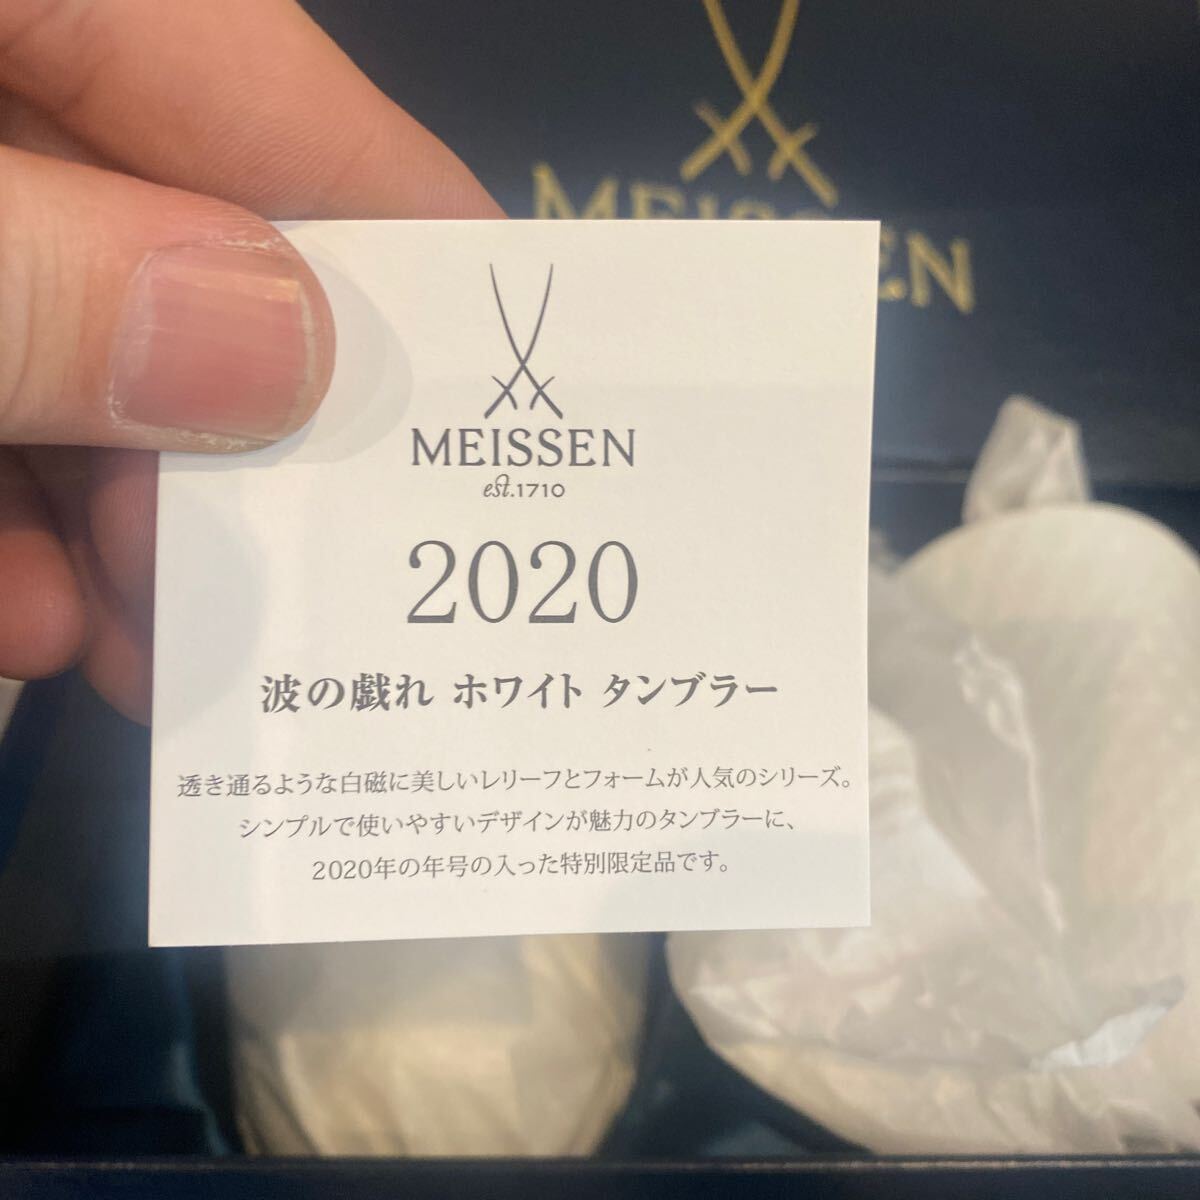 MEISSEN
MEISSEN
est.1710
2020
波の戯れ ホワイト タンブラー
透き通るような白磁に美しいレリーフとフォームが人気のシリーズ。
シンプルで使いやすいデザインが魅力のタンブラーに、
2020年の年号の入った特別限定品です。